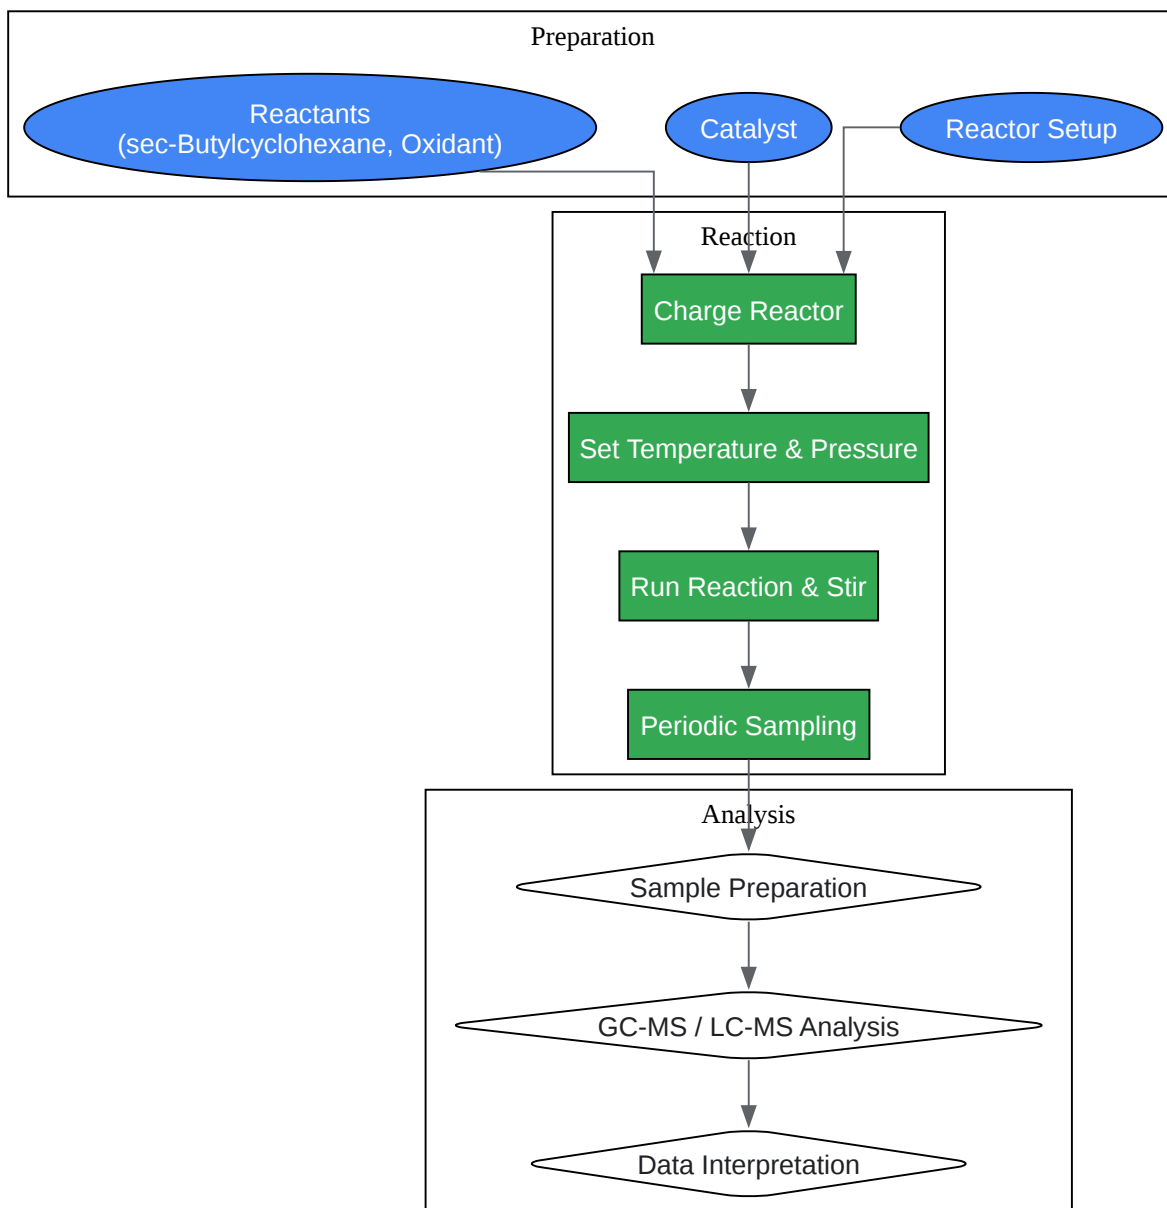 Preparation
Reactants
(sec-Butylcyclohexane, Oxidant)
Catalyst
Reactor Setup
Reaction
Charge Reactor
Set Temperature & Pressure
Run Reaction & Stir
Periodic Sampling
Analysis
Sample Preparation
GC-MS / LC-MS Analysis
Data Interpretation